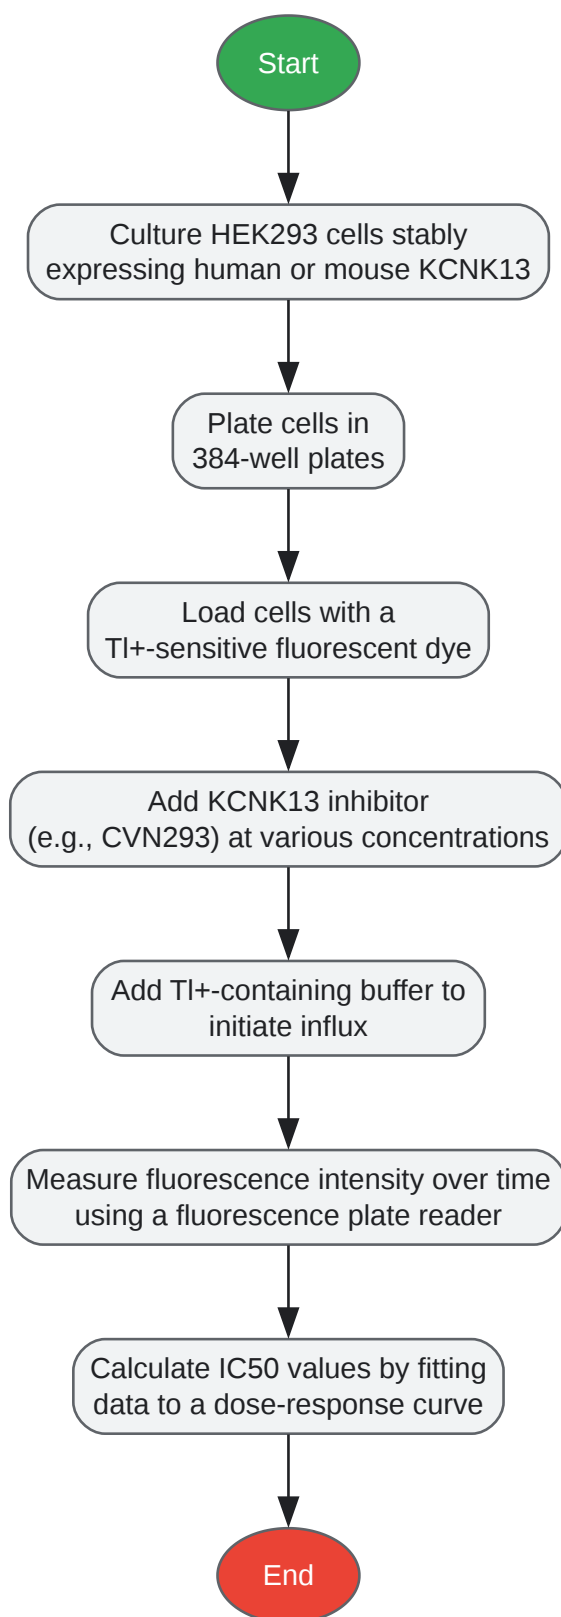 Start
Culture HEK293 cells stably
expressing human or mouse KCNK13
Plate cells in
384-well plates
Load cells with a
Tl+-sensitive fluorescent dye
Add KCNK13 inhibitor
(e.g., CVN293) at various concentrations
Add Tl+-containing buffer to
initiate influx
Measure fluorescence intensity over time
using a fluorescence plate reader
Calculate IC50 values by fitting
data to a dose-response curve
End